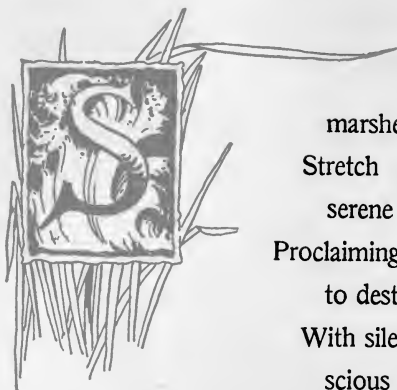 S
marshe
Stretch
serene
Proclaiming
to dest
With sile
scious